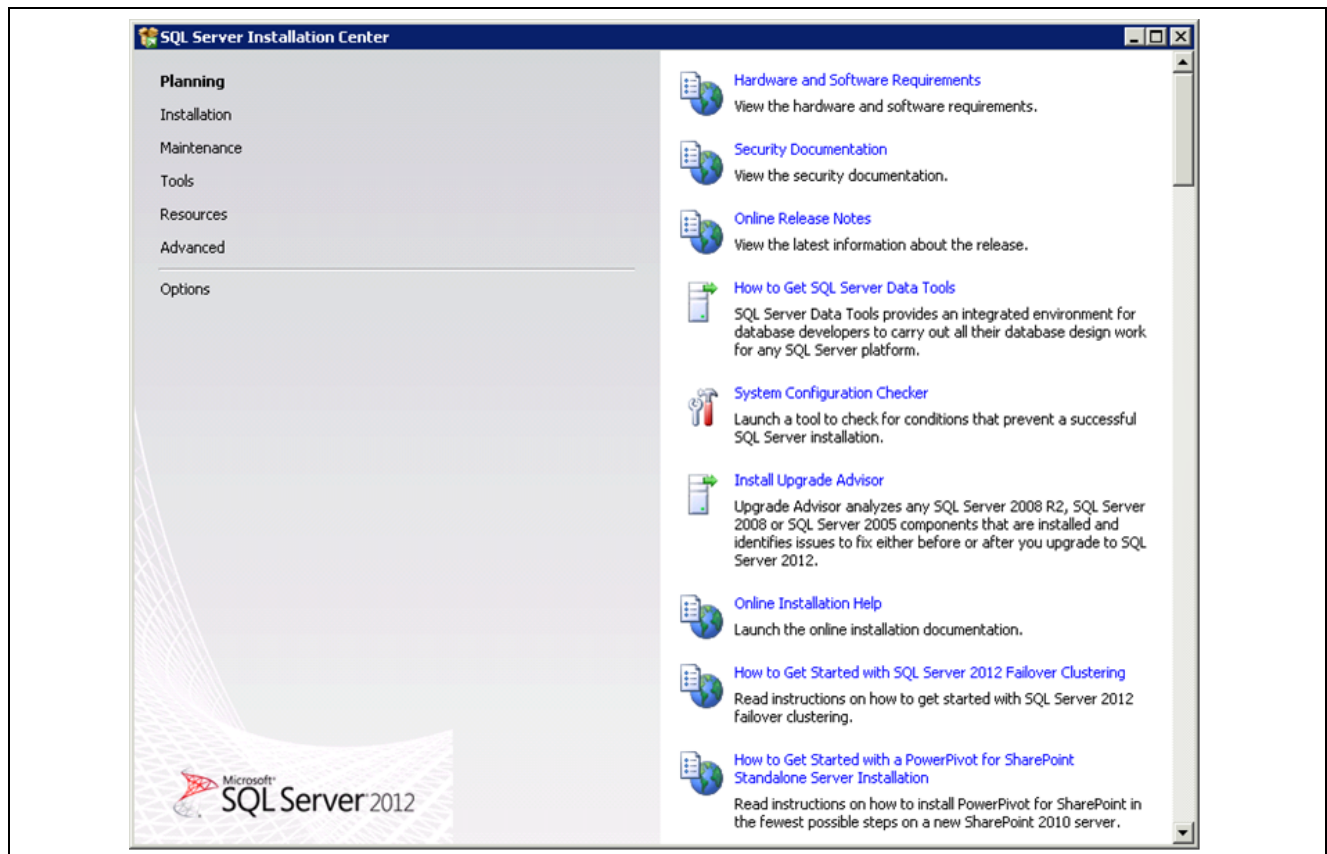 SQL Server Installation Center
Planning
Installation
Maintenance
Tools
Resources
Advanced
Options
Microsoft®
SQL Server® 2012
Hardware and Software Requirements
View the hardware and software requirements.
Security Documentation
View the security documentation.
Online Release Notes
View the latest information about the release.
How to Get SQL Server Data Tools
SQL Server Data Tools provides an integrated environment for
database developers to carry out all their database design work
for any SQL Server platform.
System Configuration Checker
Launch a tool to check for conditions that prevent a successful
SQL Server installation.
Install Upgrade Advisor
Upgrade Advisor analyzes any SQL Server 2008 R2, SQL Server
2008 or SQL Server 2005 components that are installed and
identifies issues to fix either before or after you upgrade to SQL
Server 2012.
Online Installation Help
Launch the online installation documentation.
How to Get Started with SQL Server 2012 Failover Clustering
Read instructions on how to get started with SQL Server 2012
failover clustering.
How to Get Started with a PowerPivot for SharePoint
Standalone Server Installation
Read instructions on how to install PowerPivot for SharePoint in
the fewest possible steps on a new SharePoint 2010 server.